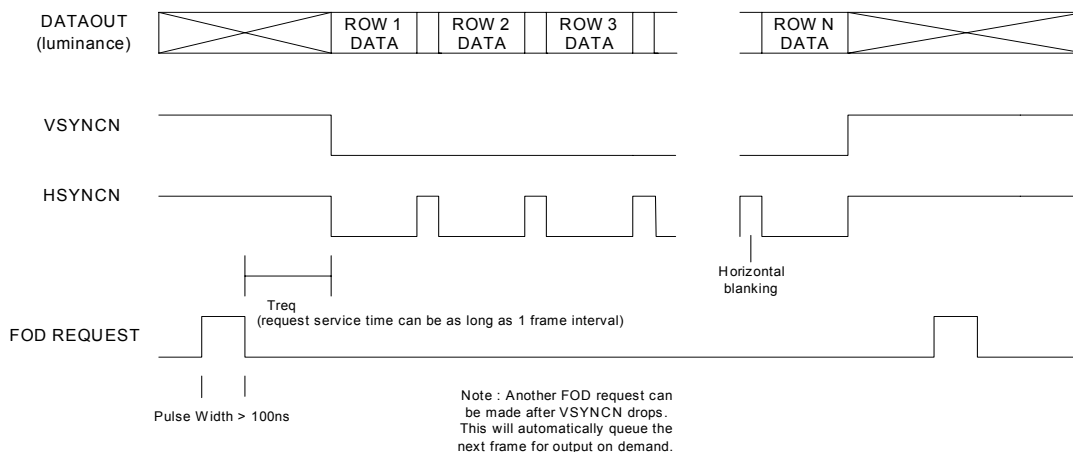 DATAOUT
(luminance)
ROW 1
DATA
ROW 2
DATA
ROW 3
DATA
ROW N
DATA
VSYNCN
HSYNCN
Horizontal
blanking
Treq
(request service time can be as long as 1 frame interval)
FOD REQUEST
Pulse Width > 100ns
Note : Another FOD request can
be made after VSYNCN drops.
This will automatically queue the
next frame for output on demand.